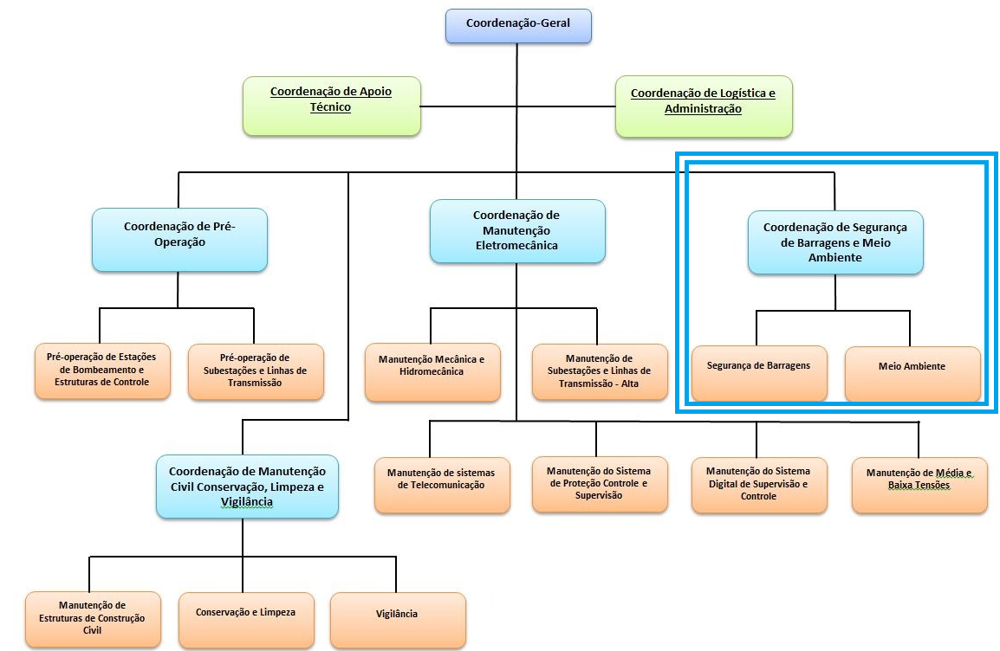 Coordenação-Geral
Coordenação de Apoio
Técnico
Coordenação de Logística e
Administração
Coordenação de Pré-
Operação
Coordenação de
Manutenção
Eletromecânica
Coordenação de Segurança
de Barragens e Meio
Ambiente
Pré-operação de Estações
de Bombeamento e
Estruturas de Controle
Pré-operação de
Subestações e Linhas de
Transmissão
Manutenção Mecânica e
Hidromecânica
Manutenção de
Subestações e Linhas de
Transmissão - Alta
Segurança de Barragens
Meio Ambiente
Coordenação de Manutenção
Civil Conservação, Limpeza e
Vigilância
Manutenção de sistemas
de Telecomunicação
Manutenção do Sistema
de Proteção Controle e
Supervisão
Manutenção do Sistema
Digital de Supervisão e
Controle
Manutenção de Média e
Baixa Tensões
Manutenção de
Estruturas de Construção
Civil
Conservação e Limpeza
Vigilância